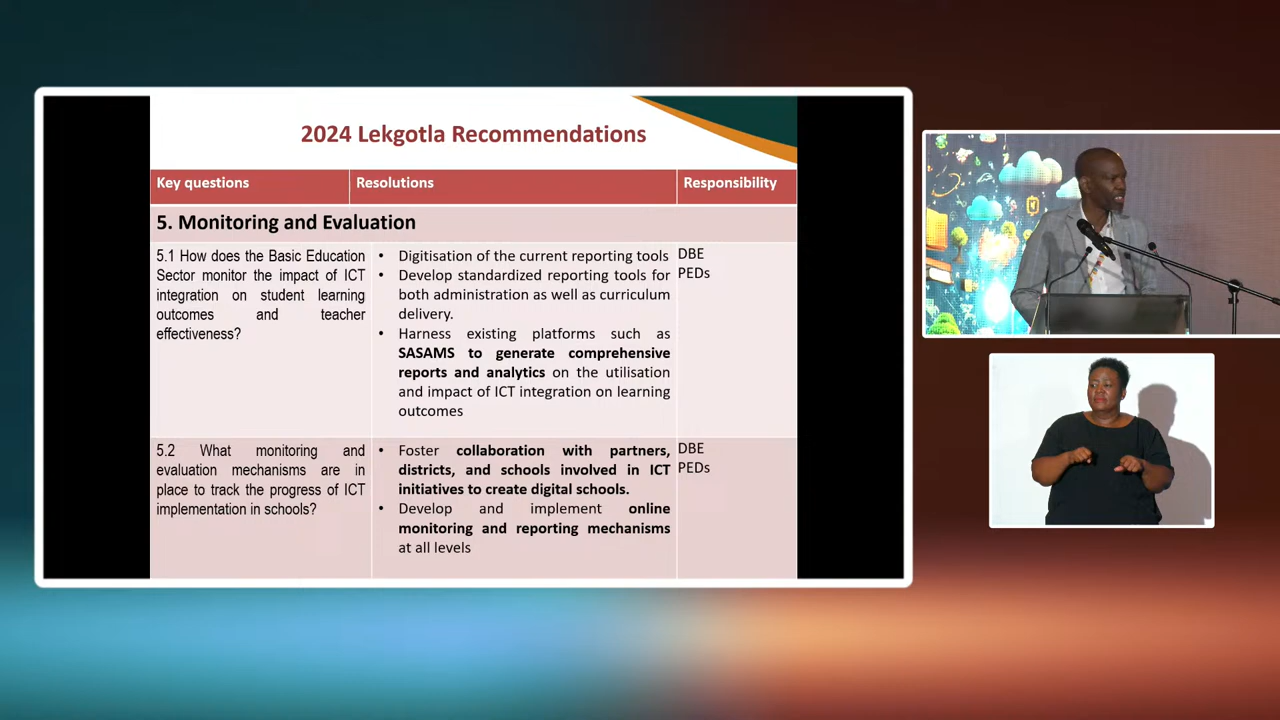 2024 Lekgotla Recommendations
Key questions
Resolutions
Responsibility
5. Monitoring and Evaluation
5.1 How does the Basic Education
Sector monitor the impact of ICT
integration on student learning
outcomes and teacher
effectiveness?
• Digitisation of the current reporting tools
• Develop standardized reporting tools for
both administration as well as curriculum
delivery.
• Harness existing platforms such as
SASAMS to generate comprehensive
reports and analytics on the utilisation
and impact of ICT integration on learning
outcomes
DBE
PEDs
5.2 What monitoring and
evaluation mechanisms are in
place to track the progress of ICT
implementation in schools?
• Foster collaboration with partners,
districts, and schools involved in ICT
initiatives to create digital schools.
• Develop and implement online
monitoring and reporting mechanisms
at all levels
DBE
PEDs